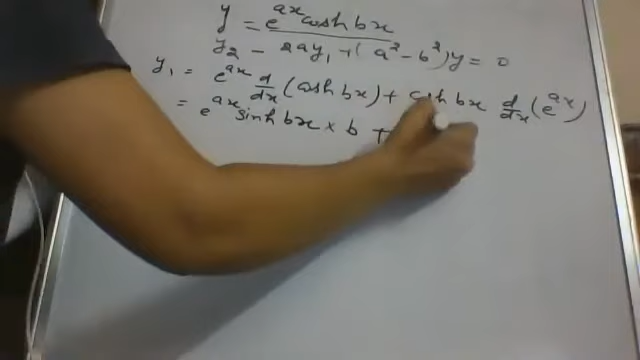 y = e^{ax} cosh bx
y₂ - 2ay₁ + (a² - b²)y = 0
y₁ = e^{ax} d/dx (cosh bx) + cosh bx d/dx (e^{ax})
= e^{ax} sinh bx × b +